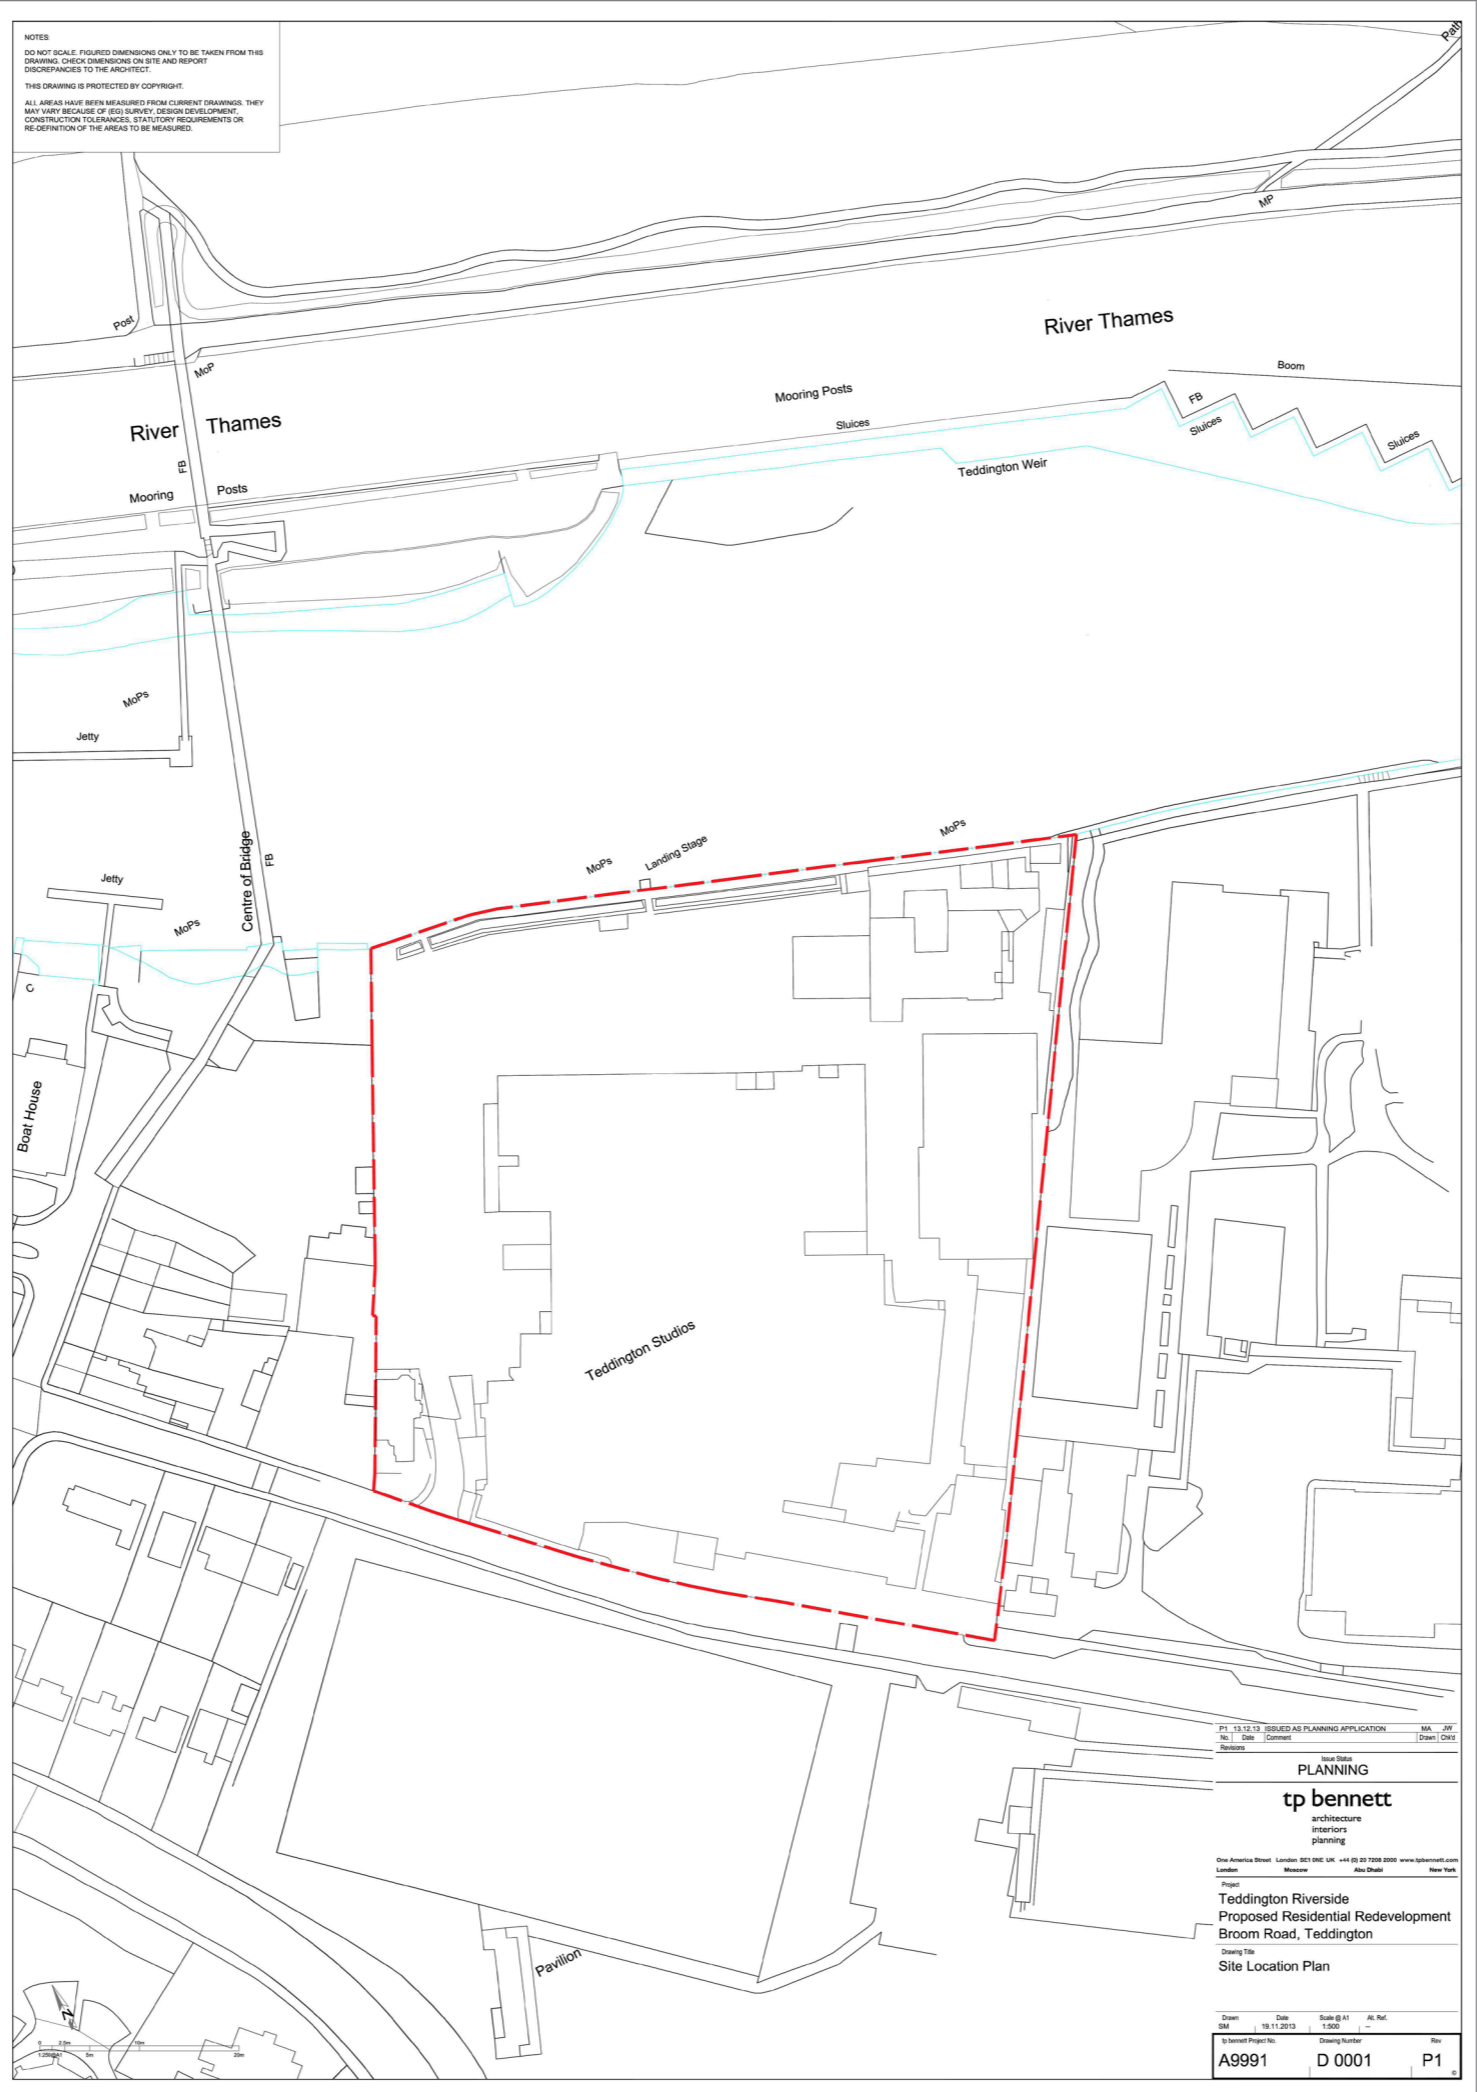 NOTES:
DO NOT SCALE. FIGURED DIMENSIONS ONLY TO BE TAKEN FROM THIS
DRAWING. CHECK DIMENSIONS ON SITE AND REPORT
DISCREPANCIES TO THE ARCHITECT.
THIS DRAWING IS PROTECTED BY COPYRIGHT.
ALL AREAS HAVE BEEN MEASURED FROM CURRENT DRAWINGS. THEY
MAY VARY BECAUSE OF (EG) SURVEY, DESIGN DEVELOPMENT,
CONSTRUCTION TOLERANCES, STATUTORY REQUIREMENTS OR
RE-DEFINITION OF THE AREAS TO BE MEASURED.
Path
MP
Post
MoP
River Thames
Boom
Mooring Posts
FB
Sluices
Sluices
Sluices
River Thames
Teddington Weir
FB
Mooring Posts
MoPs
Jetty
MoPs
Landing Stage
MoPs
Centre of Bridge
FB
Jetty
MoPs
C
Boat House
Teddington Studios
Pavilion
N
0 2.5m 10m
1:250@A1 5m 20m
P1 13.12.13 ISSUED AS PLANNING APPLICATION MA JW
No. Date Comment Drawn Chk'd
Revisions
Issue Status
PLANNING
tp bennett
architecture
interiors
planning
One America Street London SE1 0NE UK +44 (0) 20 7208 2000 www.tpbennett.com
London Moscow Abu Dhabi New York
Project
Teddington Riverside
Proposed Residential Redevelopment
Broom Road, Teddington
Drawing Title
Site Location Plan
Drawn Date Scale @ A1 Alt. Ref.
SM 19.11.2013 1:500 --
tp bennett Project No. Drawing Number Rev
A9991 D 0001 P1
©